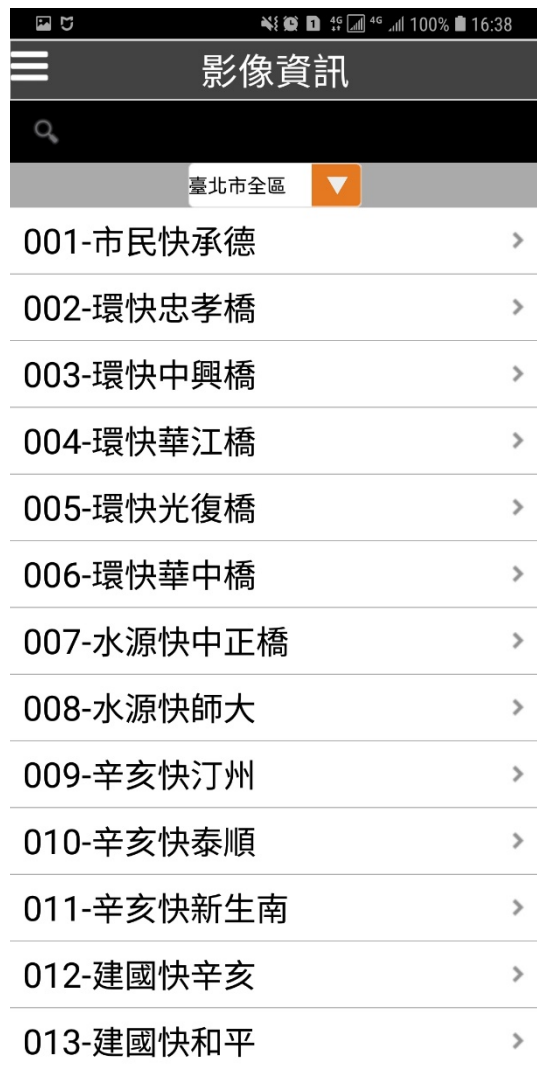 1 4G 4G 100% 16:38
影像資訊
臺北市全區
001-市民快承德
002-環快忠孝橋
003-環快中興橋
004-環快華江橋
005-環快光復橋
006-環快華中橋
007-水源快中正橋
008-水源快師大
009-辛亥快汀州
010-辛亥快泰順
011-辛亥快新生南
012-建國快辛亥
013-建國快和平